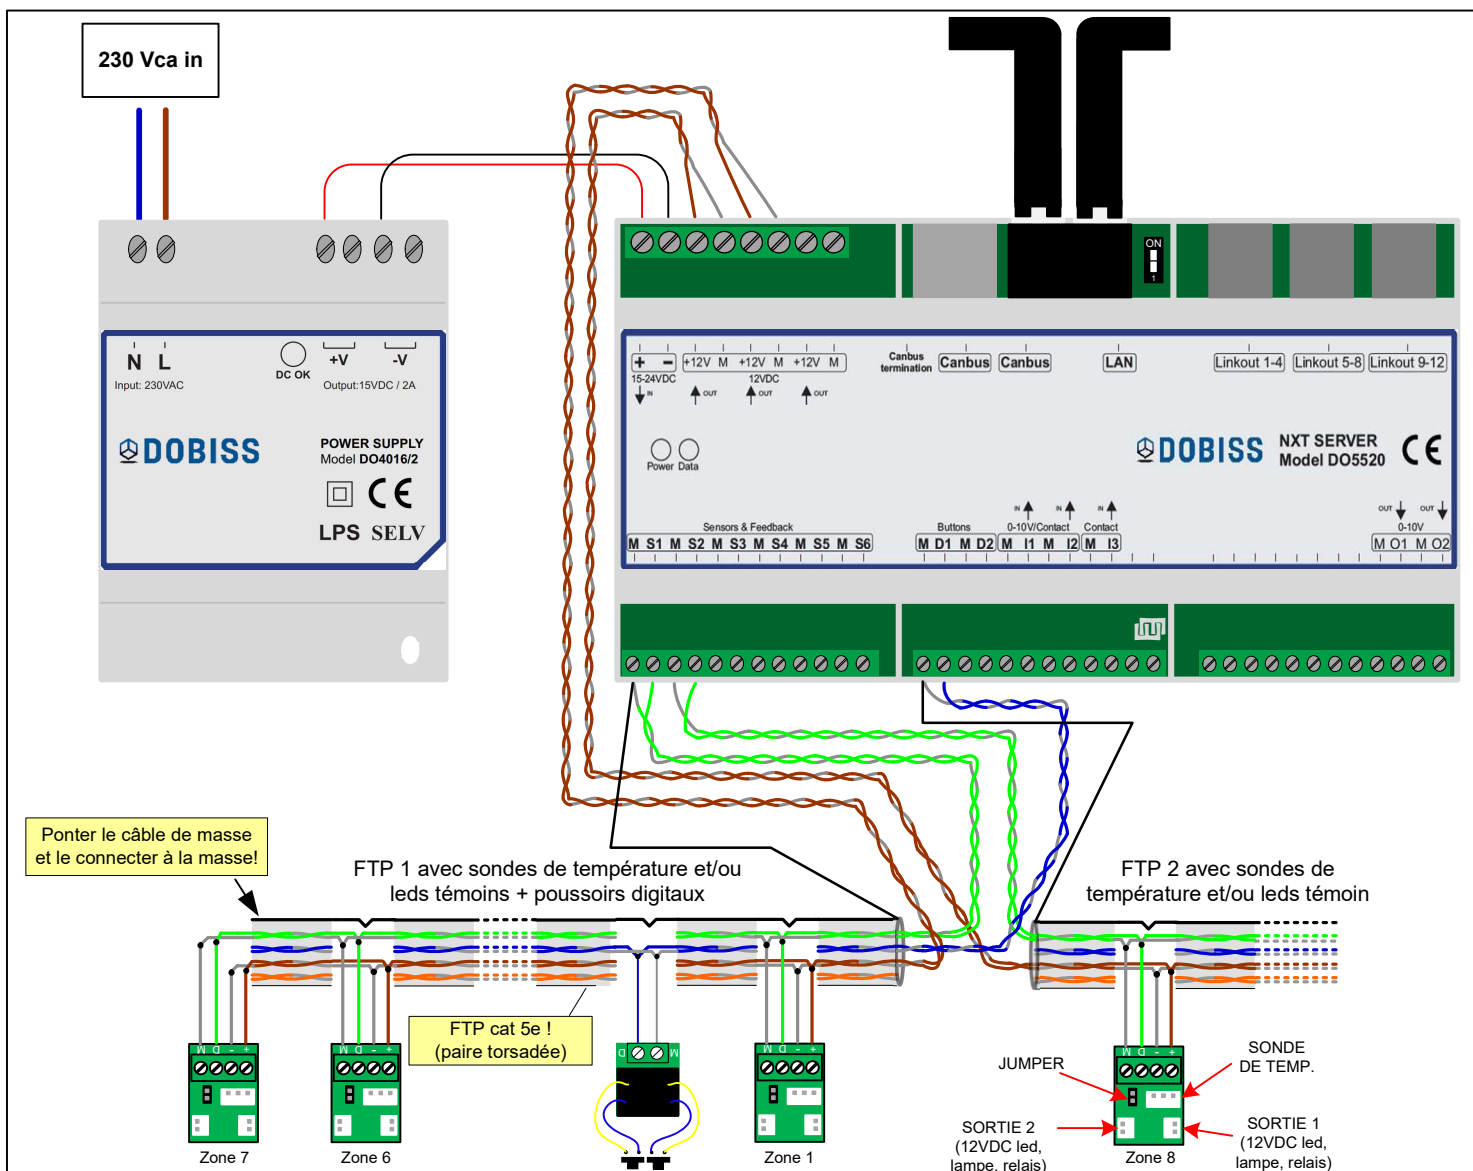 230 Vca in
N L
DC OK
+V
-V
Input: 230VAC
Output:15VDC / 2A
DOBISS
POWER SUPPLY
Model DO4016/2
CE
LPS SELV
ON
1
+ -
+12V M +12V M +12V M
15-24VDC
12VDC
IN
OUT
OUT
OUT
Canbus termination
Canbus
Canbus
LAN
Linkout 1-4
Linkout 5-8
Linkout 9-12
Power Data
DOBISS
NXT SERVER
Model DO5520
CE
Sensors & Feedback
M S1 M S2 M S3 M S4 M S5 M S6
Buttons
IN
IN
IN
0-10V/Contact
Contact
M D1 M D2 M I1 M I2 M I3
OUT
OUT
0-10V
M O1 M O2
Ponter le câble de masse
et le connecter à la masse!
FTP 1 avec sondes de température et/ou
leds témoins + poussoirs digitaux
FTP 2 avec sondes de
température et/ou leds témoin
FTP cat 5e !
(paire torsadée)
M D - +
Zone 7
M D - +
Zone 6
D M
M D - +
Zone 1
M D - +
Zone 8
JUMPER
SONDE
DE TEMP.
SORTIE 2
(12VDC led,
lampe, relais)
SORTIE 1
(12VDC led,
lampe, relais)